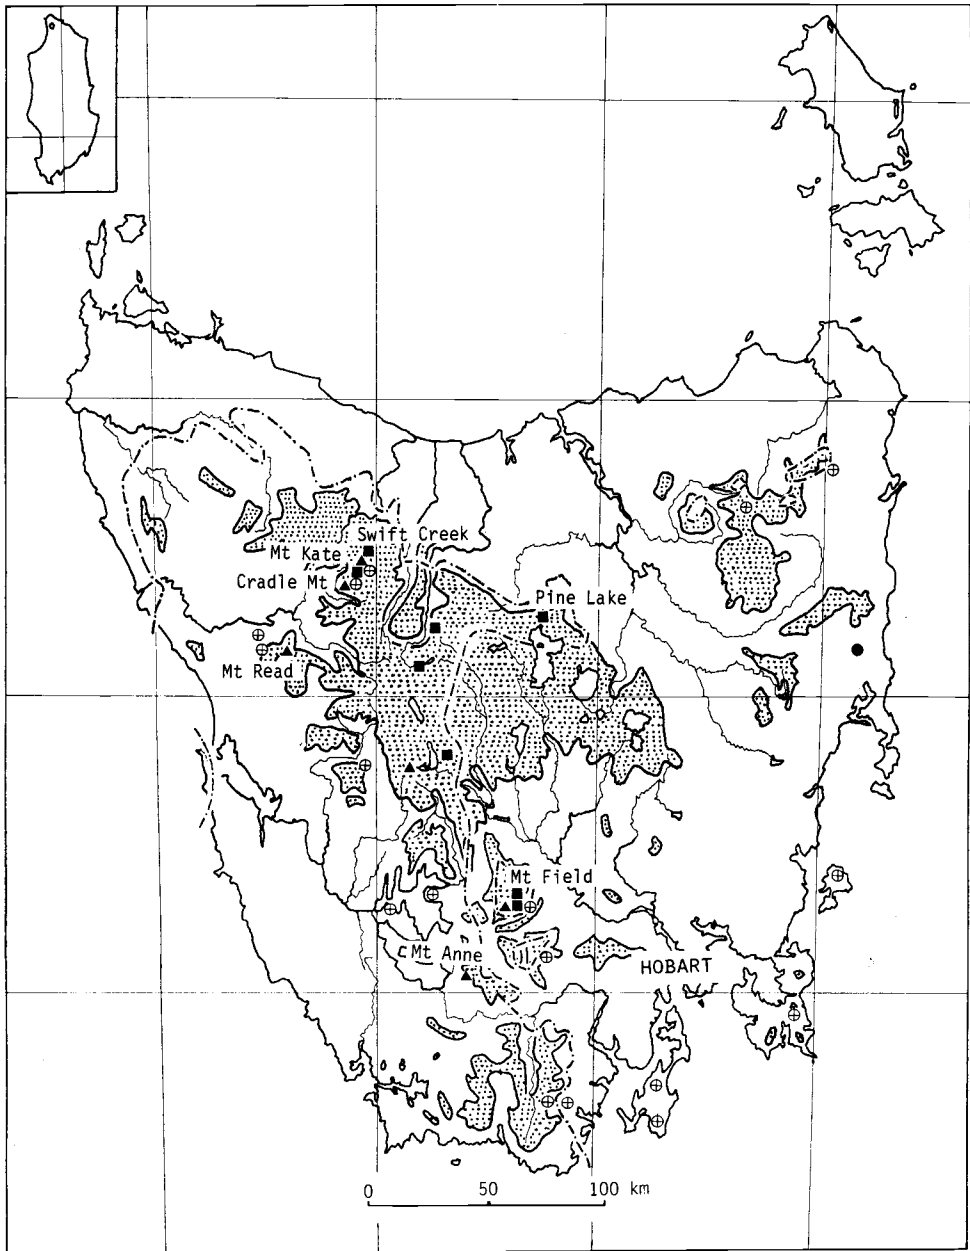 Swift Creek
Mt Kate
Cradle Mt
Pine Lake
Mt Read
Mt Field
Mt Anne
HOBART
0 50 100 km